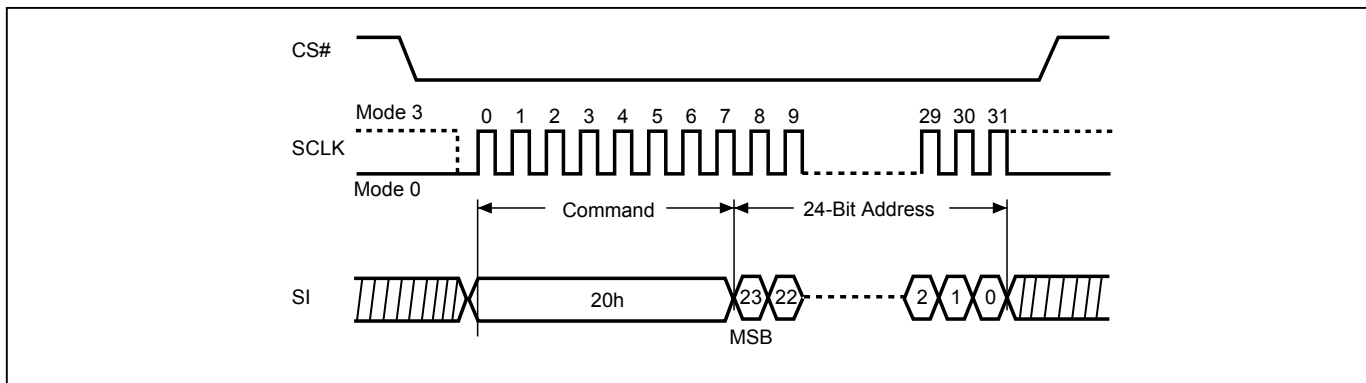 CS#
Mode 3
0 1 2 3 4 5 6 7 8 9 29 30 31
SCLK
Mode 0
Command 24-Bit Address
SI 20h 23 22 2 1 0
MSB